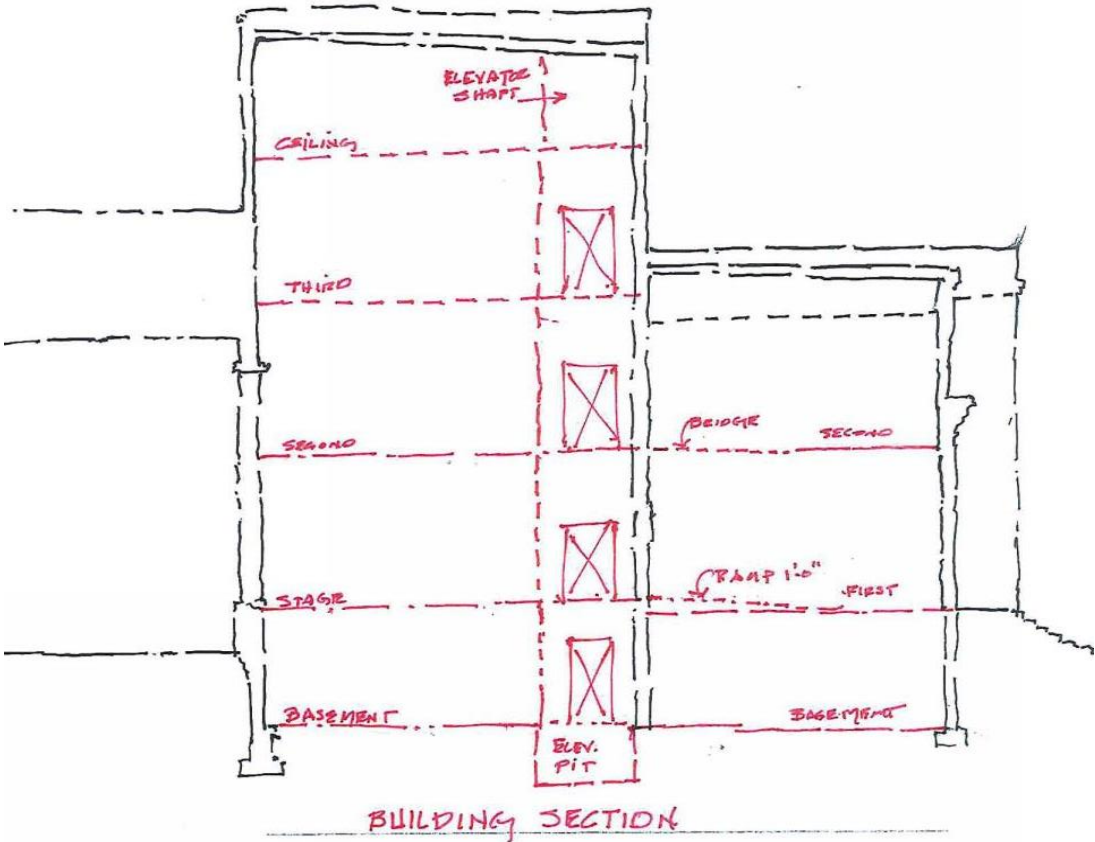 ELEVATOR
SHAFT
CEILING
THIRD
BRIDGE
SECOND
SECOND
RAMP 1'-0"
STAGE
FIRST
BASEMENT
BASEMENT
ELEV.
PIT
BUILDING SECTION